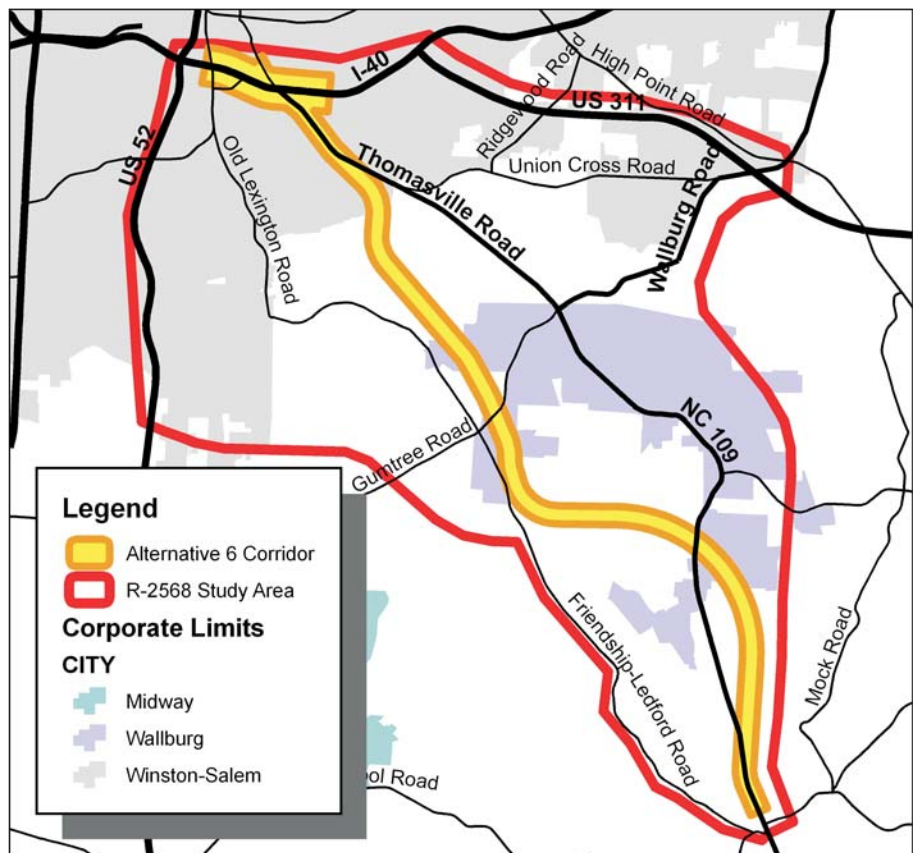 I-40
High Point Road
Ridgewood Road
US 311
US 52
Old Lexington Road
Thomasville Road
Union Cross Road
Wallburg Road
NC 109
Gumtree Road
Friendship-Ledford Road
Mock Road
ool Road
Legend
Alternative 6 Corridor
R-2568 Study Area
Corporate Limits
CITY
Midway
Wallburg
Winston-Salem